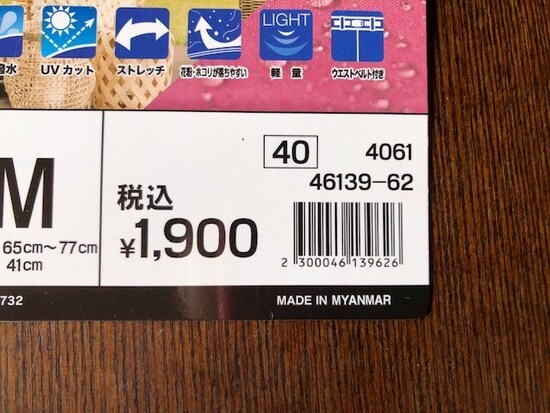 撥水
UVカット
ストレッチ
花粉・ホコリが落ちやすい
LIGHT
軽量
ウエストベルト付き
M
65cm～77cm
41cm
税込
¥1,900
40
4061
46139-62
2 300046 139626
732
MADE IN MYANMAR